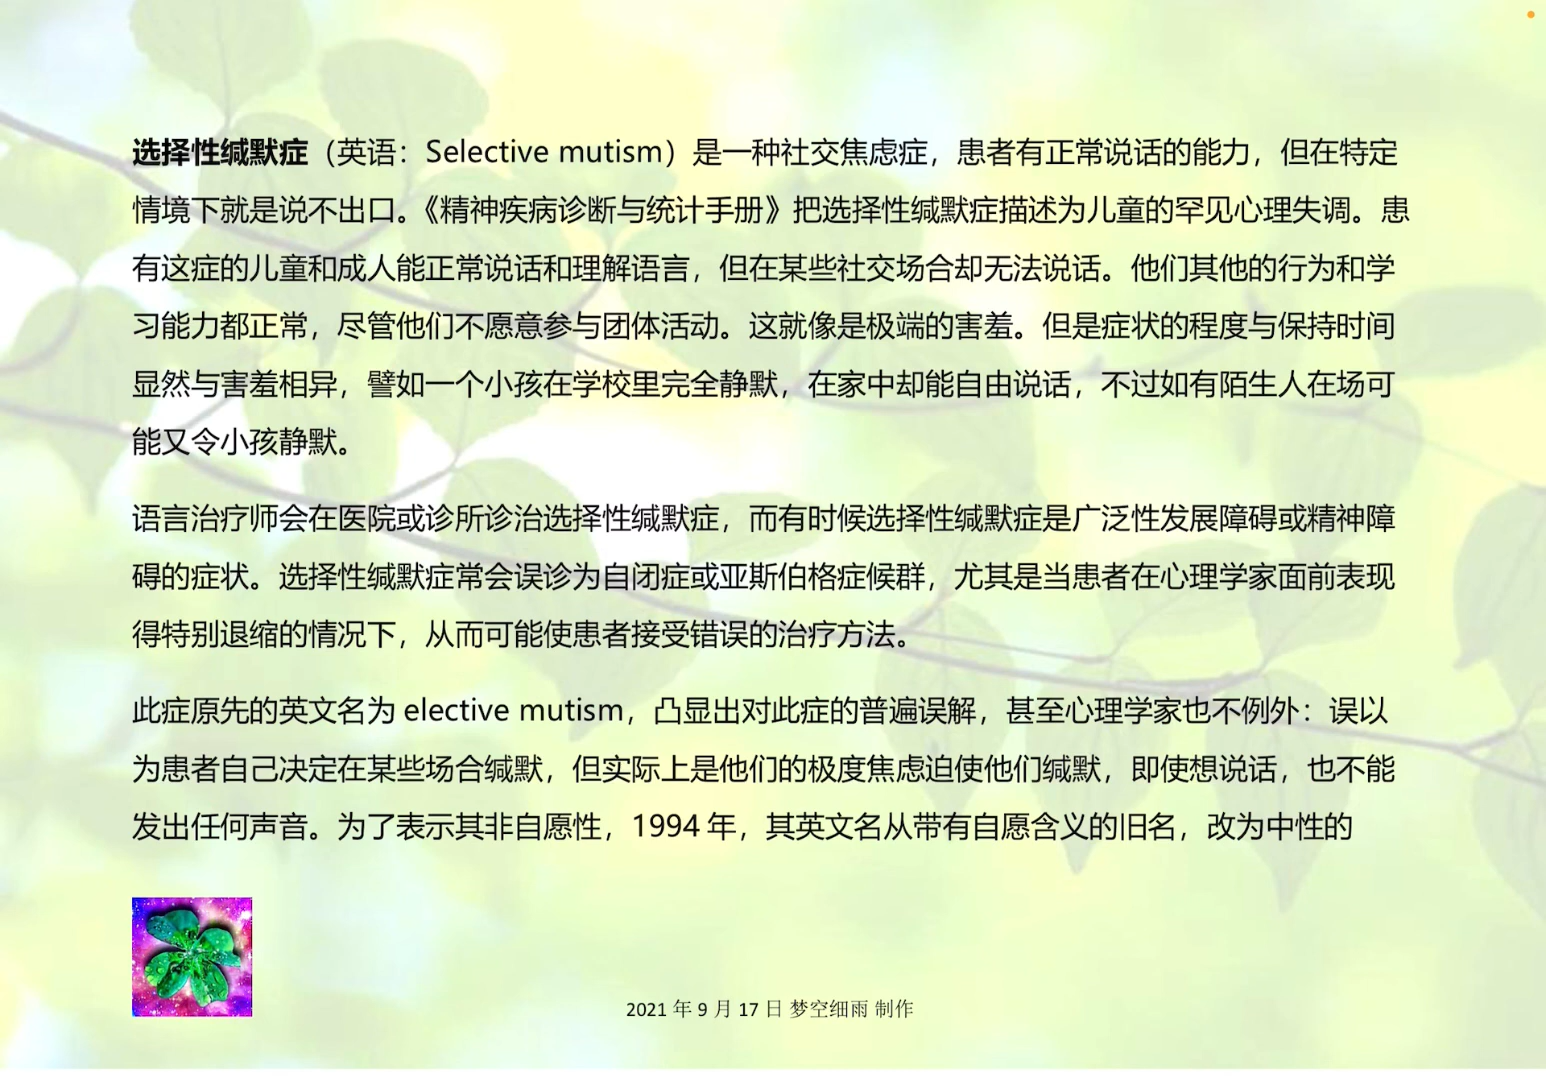 选择性缄默症（英语：Selective mutism）是一种社交焦虑症，患者有正常说话的能力，但在特定
情境下就是说不出口。《精神疾病诊断与统计手册》把选择性缄默症描述为儿童的罕见心理失调。患
有这症的儿童和成人能正常说话和理解语言，但在某些社交场合却无法说话。他们其他的行为和学
习能力都正常，尽管他们不愿意参与团体活动。这就像是极端的害羞。但是症状的程度与保持时间
显然与害羞相异，譬如一个小孩在学校里完全静默，在家中却能自由说话，不过如有陌生人在场可
能又令小孩静默。
语言治疗师会在医院或诊所诊治选择性缄默症，而有时候选择性缄默症是广泛性发展障碍或精神障
碍的症状。选择性缄默症常会误诊为自闭症或亚斯伯格症候群，尤其是当患者在心理学家面前表现
得特别退缩的情况下，从而可能使患者接受错误的治疗方法。
此症原先的英文名为 elective mutism，凸显出对此症的普遍误解，甚至心理学家也不例外：误以
为患者自己决定在某些场合缄默，但实际上是他们的极度焦虑迫使他们缄默，即使想说话，也不能
发出任何声音。为了表示其非自愿性，1994 年，其英文名从带有自愿含义的旧名，改为中性的
2021 年 9 月 17 日 梦空细雨 制作